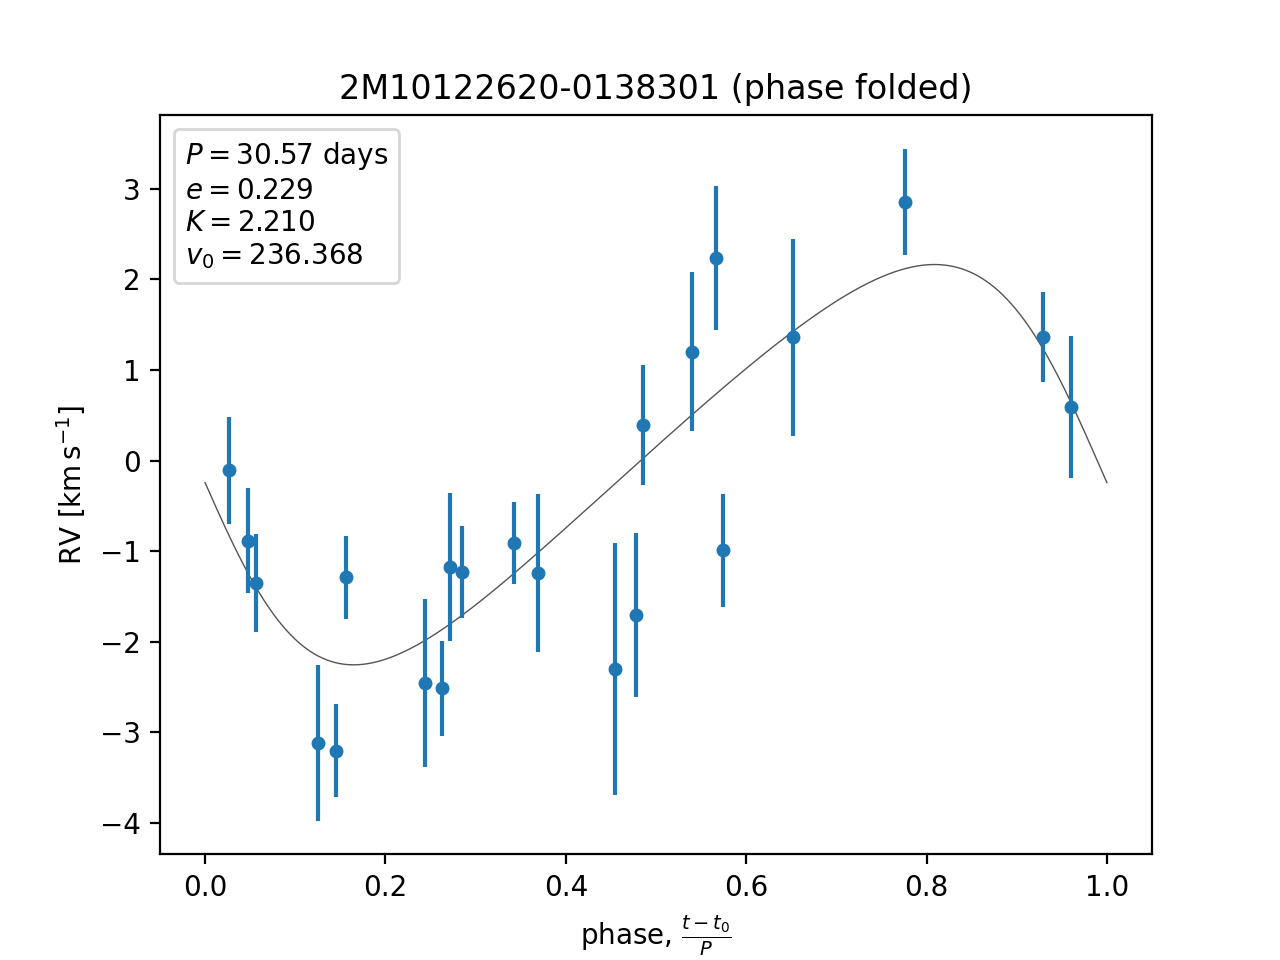 2M10122620-0138301 (phase folded)
P = 30.57 days
e = 0.229
K = 2.210
v₀ = 236.368
3
2
1
0
−1
−2
−3
−4
RV [km s⁻¹]
0.0 0.2 0.4 0.6 0.8 1.0
phase, (t − t₀)/P